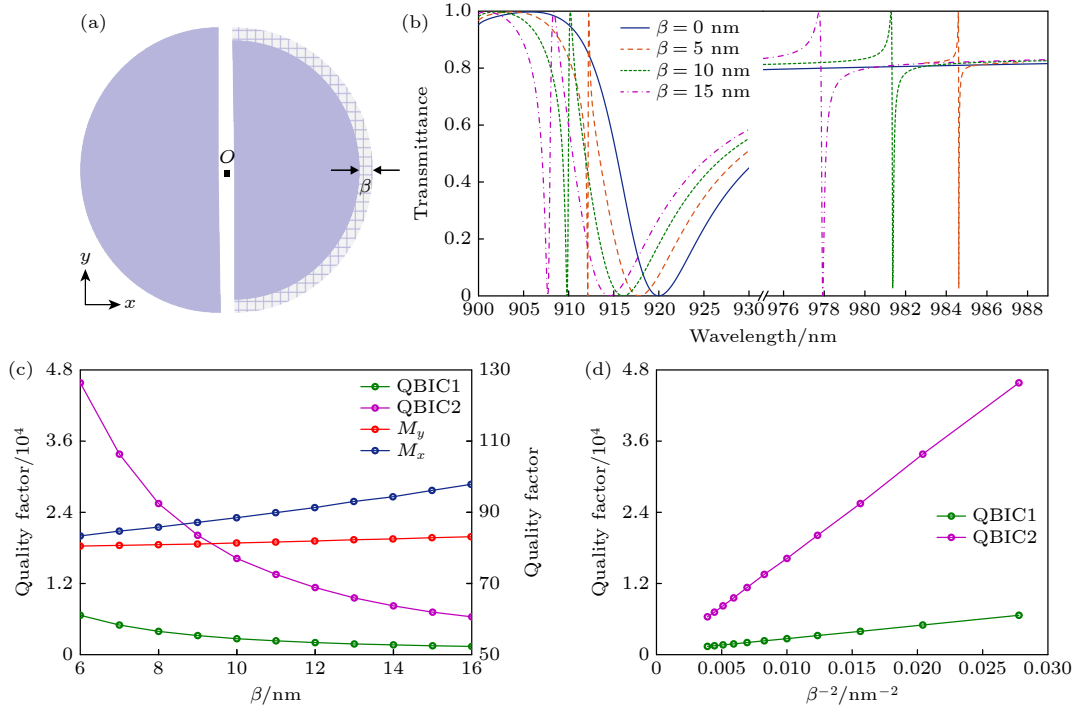 (a)
O
β
y
x
(b)
β = 0 nm
β = 5 nm
β = 10 nm
β = 15 nm
1.0
0.8
0.6
0.4
0.2
0
Transmittance
900 905 910 915 920 925 930 976 978 980 982 984 986 988
Wavelength/nm
(c)
QBIC1
QBIC2
My
Mx
4.8
3.6
2.4
1.2
0
Quality factor/10⁴
130
110
90
70
50
Quality factor
6 8 10 12 14 16
β/nm
(d)
QBIC1
QBIC2
4.8
3.6
2.4
1.2
0
Quality factor/10⁴
0 0.005 0.010 0.015 0.020 0.025 0.030
β⁻²/nm⁻²